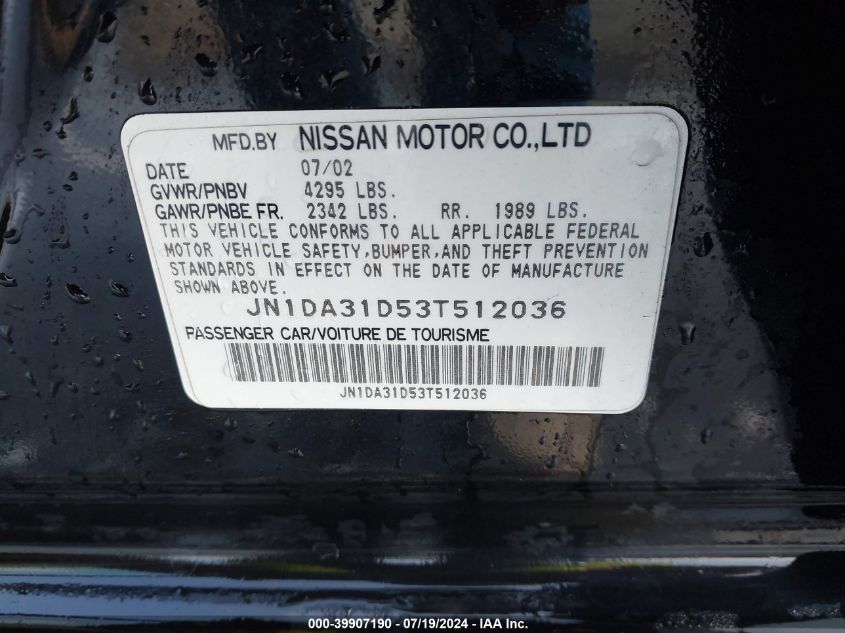 MFD.BY NISSAN MOTOR CO.,LTD
DATE 07/02
GVWR/PNBV 4295 LBS.
GAWR/PNBE FR. 2342 LBS. RR. 1989 LBS.
THIS VEHICLE CONFORMS TO ALL APPLICABLE FEDERAL
MOTOR VEHICLE SAFETY,BUMPER,AND THEFT PREVENTION
STANDARDS IN EFFECT ON THE DATE OF MANUFACTURE
SHOWN ABOVE.
JN1DA31D53T512036
PASSENGER CAR/VOITURE DE TOURISME
JN1DA31D53T512036
000-39907190 - 07/19/2024 - IAA Inc.